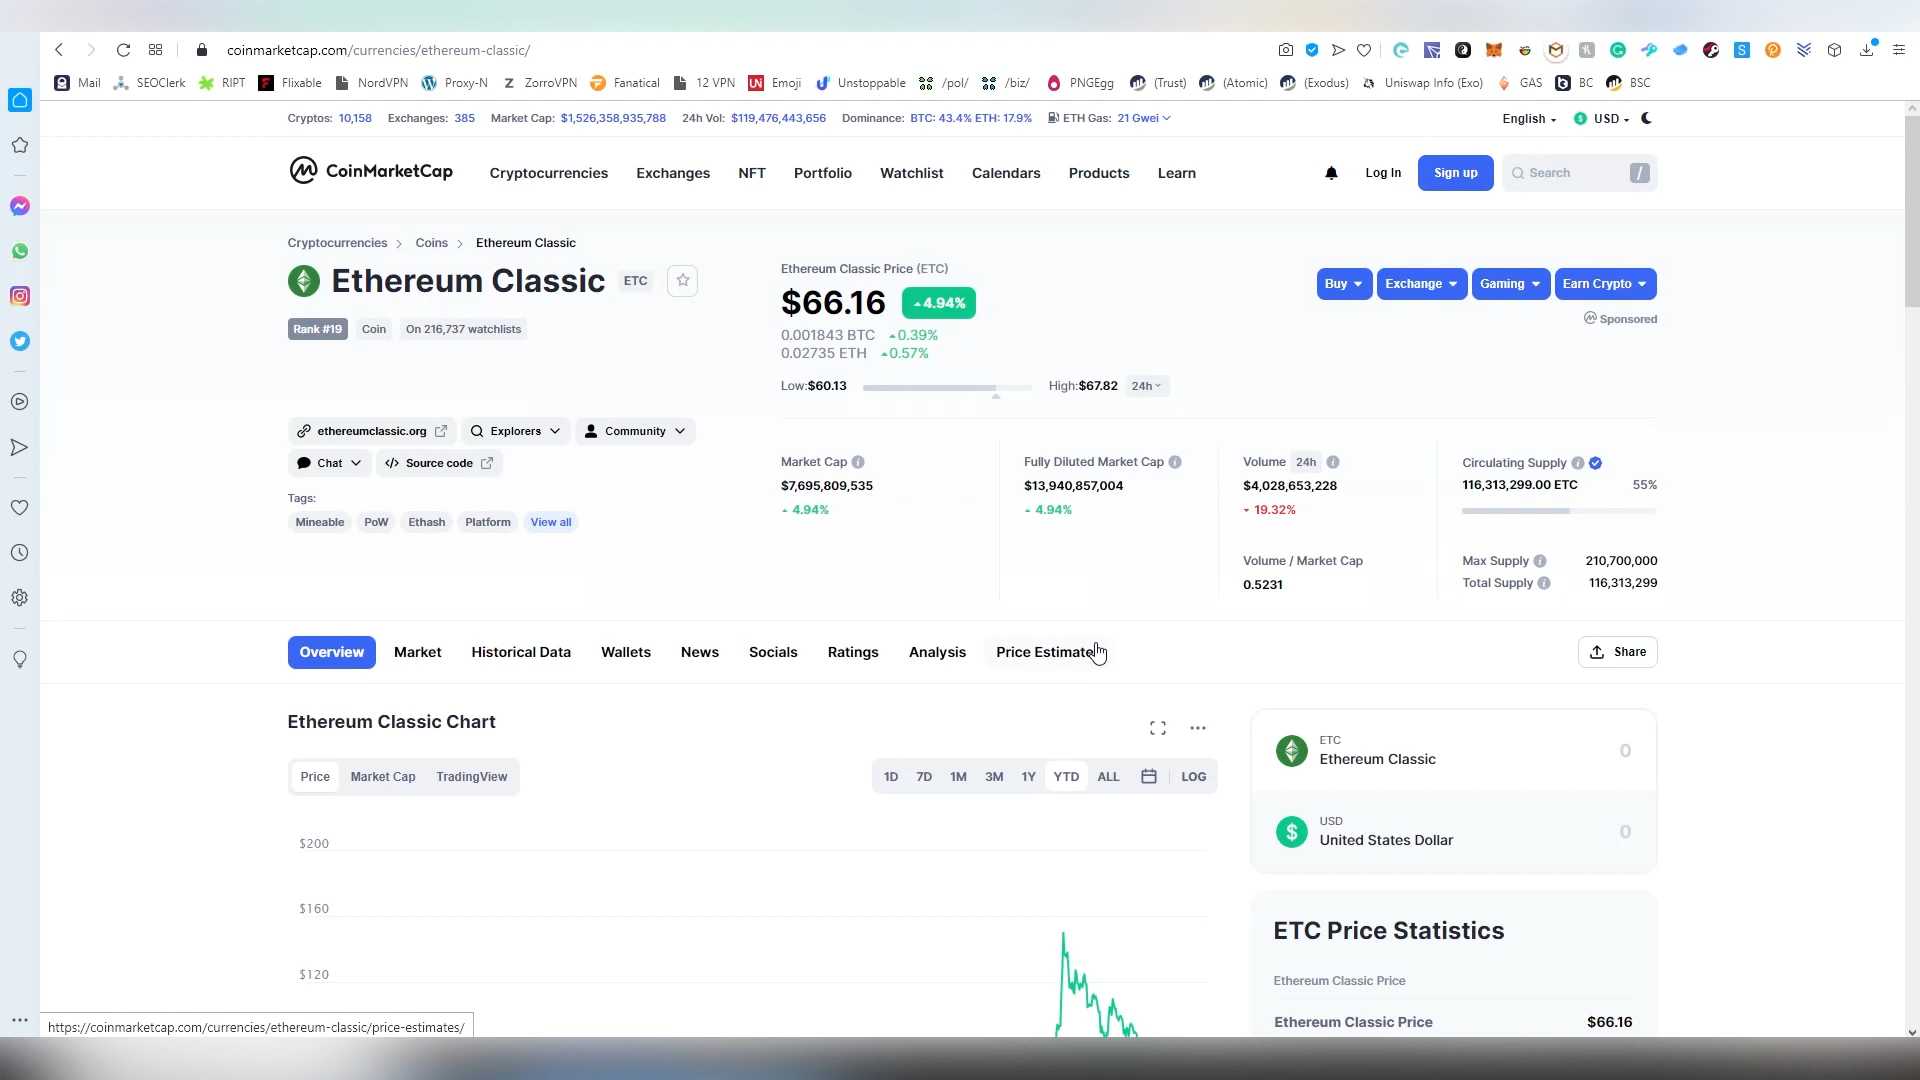 coinmarketcap.com/currencies/ethereum-classic/
Mail SEOClerk RIPT Flixable NordVPN Proxy-N ZorroVPN Fanatical 12 VPN Emoji Unstoppable /pol/ /biz/ PNGEgg (Trust) (Atomic) (Exodus) Uniswap Info (Exo) GAS BC BSC
Cryptos: 10,158 Exchanges: 385 Market Cap: $1,526,358,935,788 24h Vol: $119,476,443,656 Dominance: BTC: 43.4% ETH: 17.9% ETH Gas: 21 Gwei English USD
CoinMarketCap Cryptocurrencies Exchanges NFT Portfolio Watchlist Calendars Products Learn Log In Sign up Search /
Cryptocurrencies Coins Ethereum Classic
Ethereum Classic ETC
Rank #19 Coin On 216,737 watchlists
Ethereum Classic Price (ETC)
$66.16 4.94%
0.001843 BTC 0.39%
0.02735 ETH 0.57%
Low:$60.13 High:$67.82 24h
Buy Exchange Gaming Earn Crypto
Sponsored
ethereumclassic.org Explorers Community
Chat Source code
Tags:
Mineable PoW Ethash Platform View all
Market Cap
$7,695,809,535
4.94%
Fully Diluted Market Cap
$13,940,857,004
4.94%
Volume 24h
$4,028,653,228
19.32%
Volume / Market Cap
0.5231
Circulating Supply
116,313,299.00 ETC 55%
Max Supply 210,700,000
Total Supply 116,313,299
Overview Market Historical Data Wallets News Socials Ratings Analysis Price Estimate Share
Ethereum Classic Chart
Price Market Cap TradingView 1D 7D 1M 3M 1Y YTD ALL LOG
$200
$160
$120
ETC
Ethereum Classic 0
USD
United States Dollar 0
ETC Price Statistics
Ethereum Classic Price
Ethereum Classic Price $66.16
https://coinmarketcap.com/currencies/ethereum-classic/price-estimates/